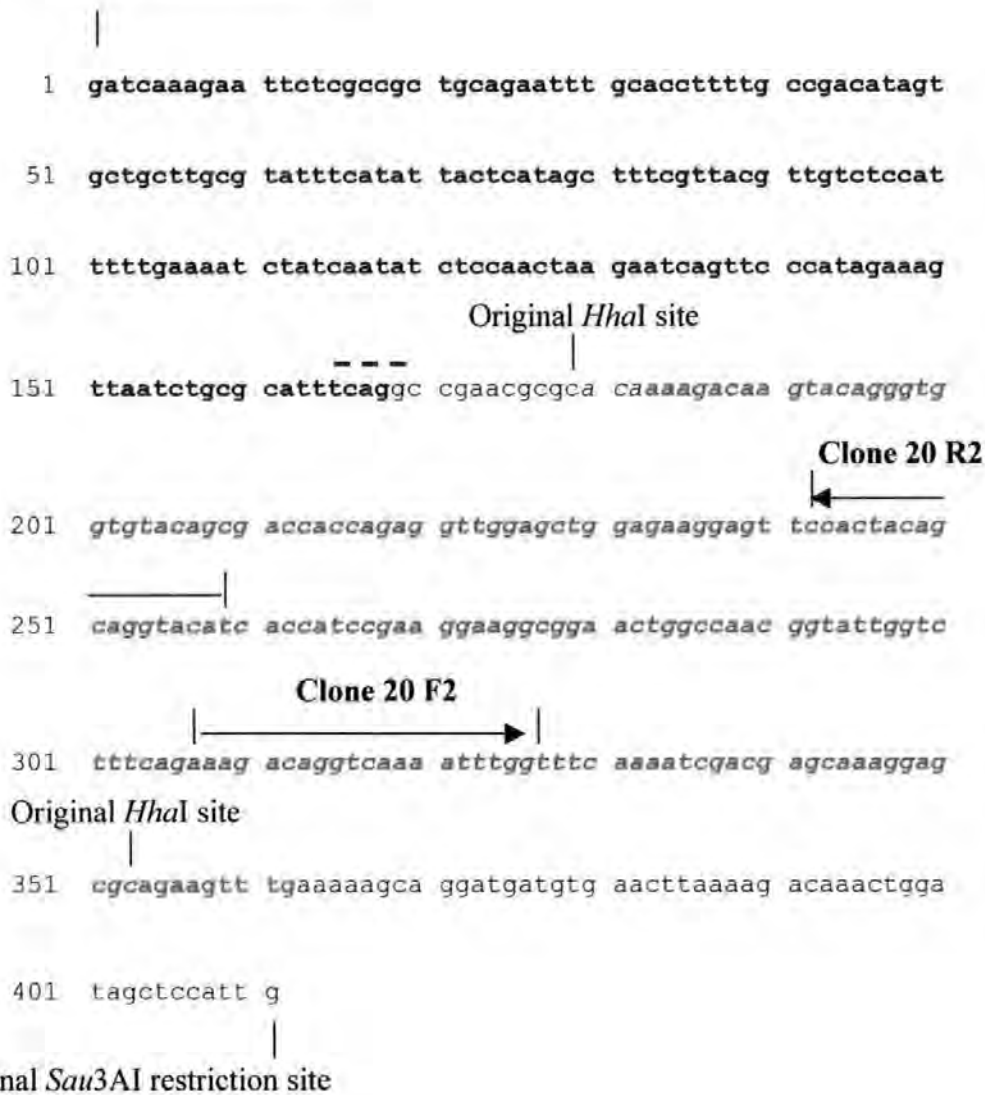 1 gatcaaagaa ttctcgccgc tgcagaattt gcaccttttg ccgacatagt
51 gctgcttgcg tatttcatat tactcatagc tttcgttacg ttgtctccat
101 ttttgaaaat ctatcaatat ctccaactaa gaatcagttc ccatagaaag
Original HhaI site
151 ttaatctgcg catttcaggc cgaacgcgca caaaagacaa gtacagggtg
Clone 20 R2
201 gtgtacagcg accaccagag gttggagctg gagaaggagt tccactacag
251 caggtacatc accatccgaa ggaaggcgga actggccaac ggtattggtc
Clone 20 F2
301 tttcagaaag acaggtcaaa atttggtttc aaaatcgacg agcaaaggag
Original HhaI site
351 cgcagaagtt tgaaaaagca ggatgatgtg aacttaaaag acaaactgga
401 tagctccatt g
nal Sau3AI restriction site